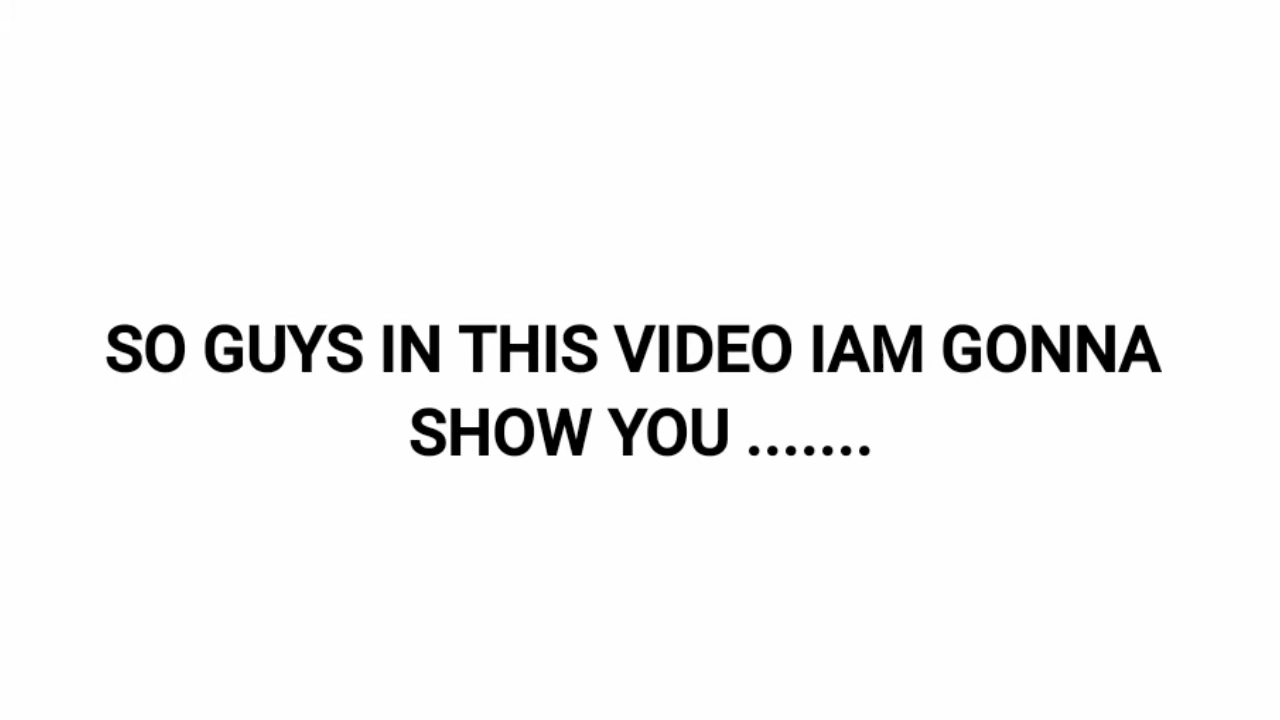 SO GUYS IN THIS VIDEO IAM GONNA
SHOW YOU .......